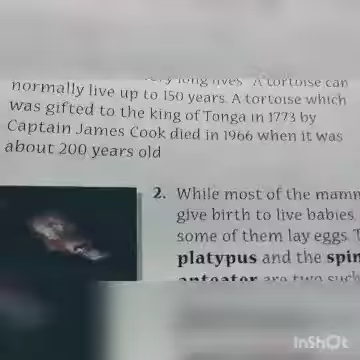 long lives A tortoise can
normally live up to 150 years. A tortoise which
was gifted to the king of Tonga in 1773 by
Captain James Cook died in 1966 when it was
about 200 years old
2. While most of the mamm
give birth to live babies
some of them lay eggs T
platypus and the spin
anteater are two such
InShOt